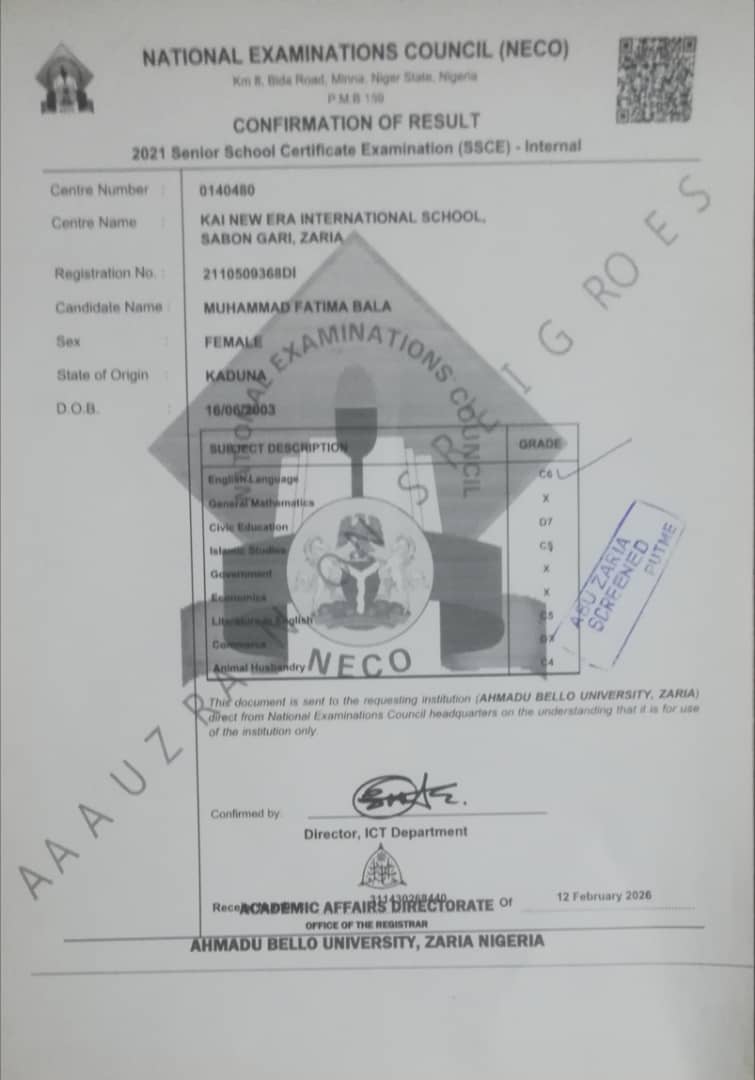 NATIONAL EXAMINATIONS COUNCIL (NECO)
Km 8, Bida Road, Minna, Niger State, Nigeria
P.M.B 159
CONFIRMATION OF RESULT
2021 Senior School Certificate Examination (SSCE) - Internal
Centre Number : 0140480
Centre Name : KAI NEW ERA INTERNATIONAL SCHOOL,
SABON GARI, ZARIA
Registration No. : 2110509368DI
Candidate Name : MUHAMMAD FATIMA BALA
Sex : FEMALE
State of Origin : KADUNA
D.O.B. : 16/06/2003
SUBJECT DESCRIPTION GRADE
English Language C6
General Mathematics X
Civic Education D7
Islamic Studies C5
Government X
Economics X
Literature in English C5
Commerce
Animal Husbandry C4
NATIONAL EXAMINATIONS COUNCIL
NECO
ABU ZARIA
SCREENED
PUTME
This document is sent to the requesting institution (AHMADU BELLO UNIVERSITY, ZARIA)
direct from National Examinations Council headquarters on the understanding that it is for use
of the institution only.
Confirmed by:
Director, ICT Department
ACADEMIC AFFAIRS DIRECTORATE Of 12 February 2026
OFFICE OF THE REGISTRAR
AHMADU BELLO UNIVERSITY, ZARIA NIGERIA